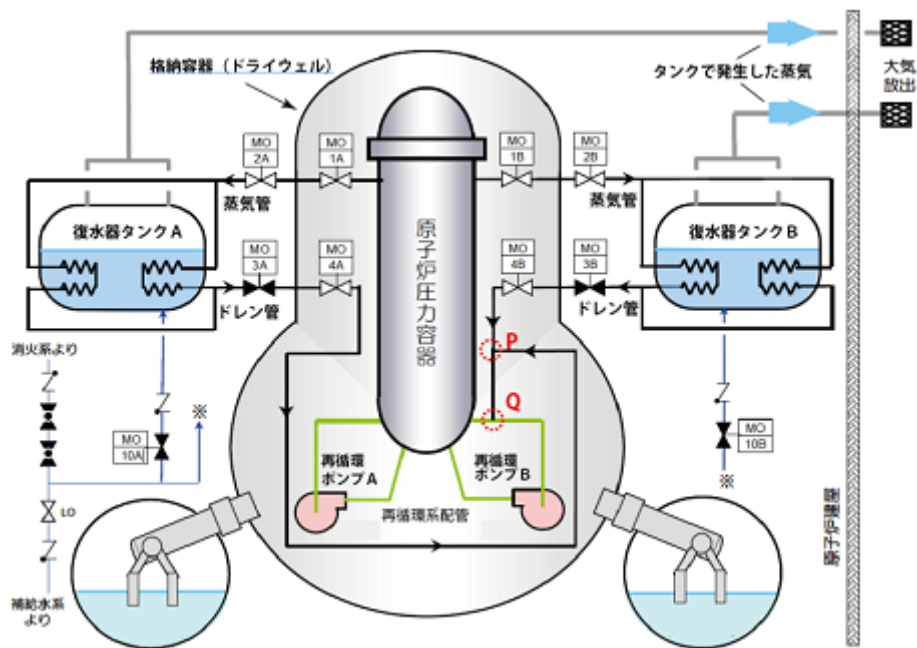 格納容器（ドライウェル）
タンクで発生した蒸気
大気
放出
MO
2A
MO
1A
MO
1B
MO
2B
蒸気管
蒸気管
復水器タンクA
復水器タンクB
原子炉圧力容器
MO
3A
MO
4A
MO
4B
MO
3B
ドレン管
ドレン管
消火系より
P
Q
※
MO
10A
MO
10B
※
再循環
ポンプA
再循環
ポンプB
再循環系配管
LO
補給水系
より
原子炉建屋